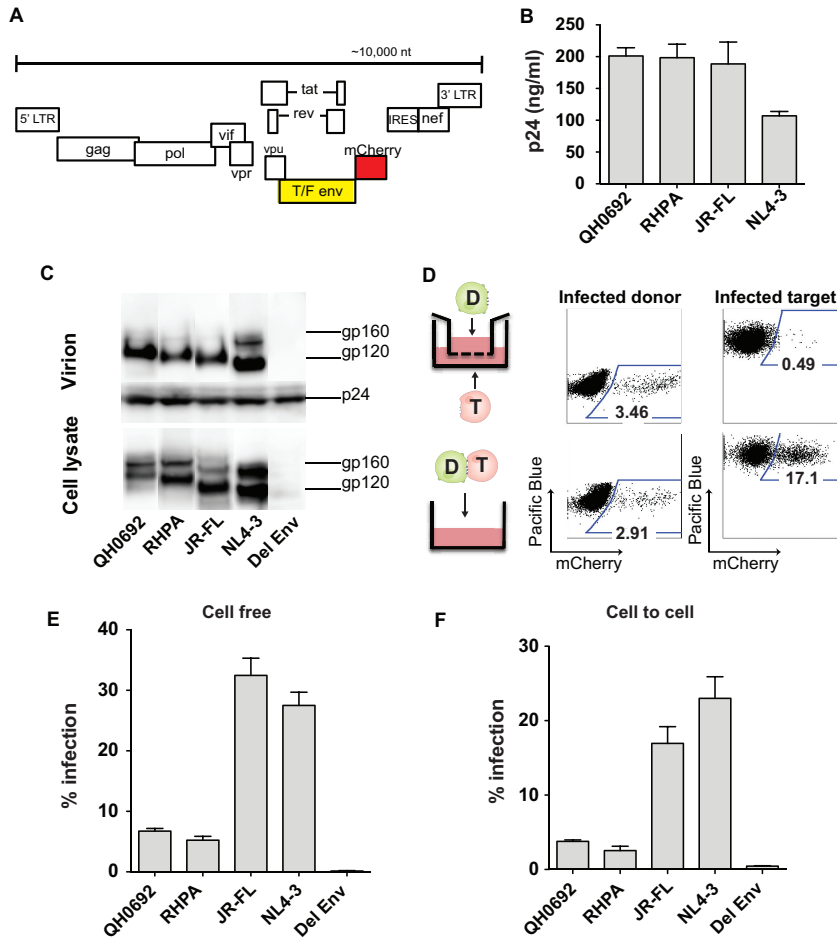 A
~10,000 nt
5' LTR
gag
pol
vif
vpr
tat
rev
vpu
T/F env
mCherry
IRES
nef
3' LTR
B
p24 (ng/ml)
250
200
150
100
50
0
QH0692
RHPA
JR-FL
NL4-3
C
Virion
Cell lysate
gp160
gp120
p24
gp160
gp120
QH0692
RHPA
JR-FL
NL4-3
Del Env
D
D
T
D T
Infected donor
Infected target
3.46
0.49
2.91
17.1
Pacific Blue
mCherry
Pacific Blue
mCherry
E
Cell free
% infection
40
30
20
10
0
QH0692
RHPA
JR-FL
NL4-3
Del Env
F
Cell to cell
% infection
30
20
10
0
QH0692
RHPA
JR-FL
NL4-3
Del Env